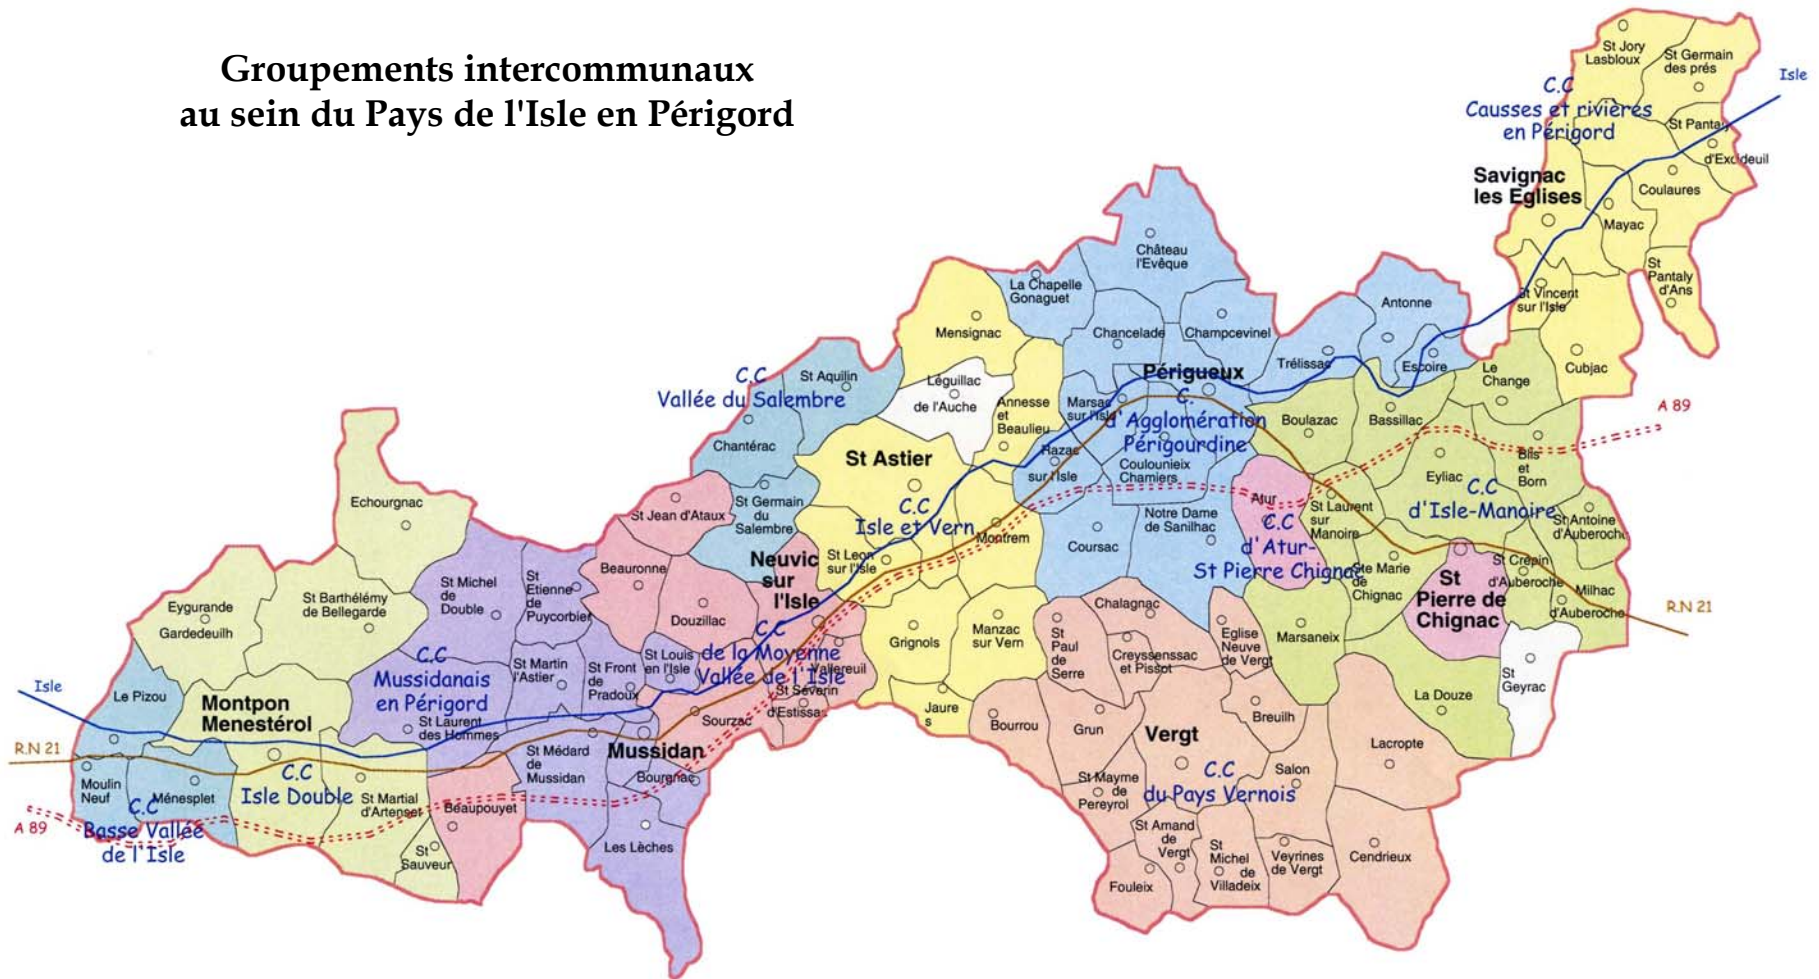 Groupements intercommunaux
au sein du Pays de l'Isle en Périgord
St Jory
Lasbloux
St Germain
des prés
Isle
C.C
Causses et rivières
en Périgord
St Pantaly
d'Excideuil
Savignac
les Eglises
Coulaures
Mayac
St
Pantaly
d'Ans
St Vincent
sur l'Isle
Cubjac
Château
l'Evêque
La Chapelle
Gonaguet
Antonne
Mensignac
Chancelade
Champcevinel
Trélissac
Escoire
Le
Change
Périgueux
C.C
Vallée du Salembre
St Aquilin
Léguillac
de l'Auche
Annesse
et
Beaulieu
Marsac
sur l'Isle
C.
d'Agglomération
Périgourdine
Boulazac
Bassillac
A 89
Chantérac
St Astier
Razac
sur l'Isle
Coulounieix
Chamiers
Eyliac
Blis
et
Born
Echourgnac
St Jean d'Ataux
St Germain
du
Salembre
C.C
Isle et Vern
Atur
C.C
d'Isle-Manoire
St Laurent
sur
Manoire
Notre Dame
de Sanilhac
St Antoine
d'Auberoche
Montrem
Coursac
C.C
d'Atur-
St Pierre Chignac
Neuvic
sur
l'Isle
St Leon
sur l'Isle
Beauronne
St Michel
de
Double
St
Etienne
de
Puycorbier
St Barthélémy
de Bellegarde
Eygurande
Gardedeuilh
Douzillac
Ste Marie
de
Chignac
St
Pierre de
Chignac
St Crépin
d'Auberoche
Milhac
d'Auberoche
R.N 21
Chalagnac
Grignols
Manzac
sur Vern
St
Paul
de
Serre
Creyssenssac
et Pissot
Eglise
Neuve
de Vergt
Marsaneix
C.C
de la Moyenne
Vallée de l'Isle
Vallereuil
C.C
Mussidanais
en Périgord
St Martin
l'Astier
St Front
de
Pradoux
St Louis
en l'Isle
St Séverin
d'Estissac
St
Geyrac
Isle
Le Pizou
Montpon
Menestérol
St Laurent
des Hommes
Sourzac
Jaure
s
Bourrou
Grun
Vergt
Breuilh
La Douze
R.N 21
St Médard
de
Mussidan
Mussidan
Lacropte
Moulin
Neuf
Ménesplet
C.C
Isle Double
St Martial
d'Artenset
Beaupouyet
Bourgnac
St Mayme
de
Pereyrol
C.C
du Pays Vernois
Salon
A 89
C.C
Basse Vallée
de l'Isle
St
Sauveur
Les Lèches
St Amand
de
Vergt
St
Michel
de
Villadeix
Veyrines
de Vergt
Cendrieux
Fouleix